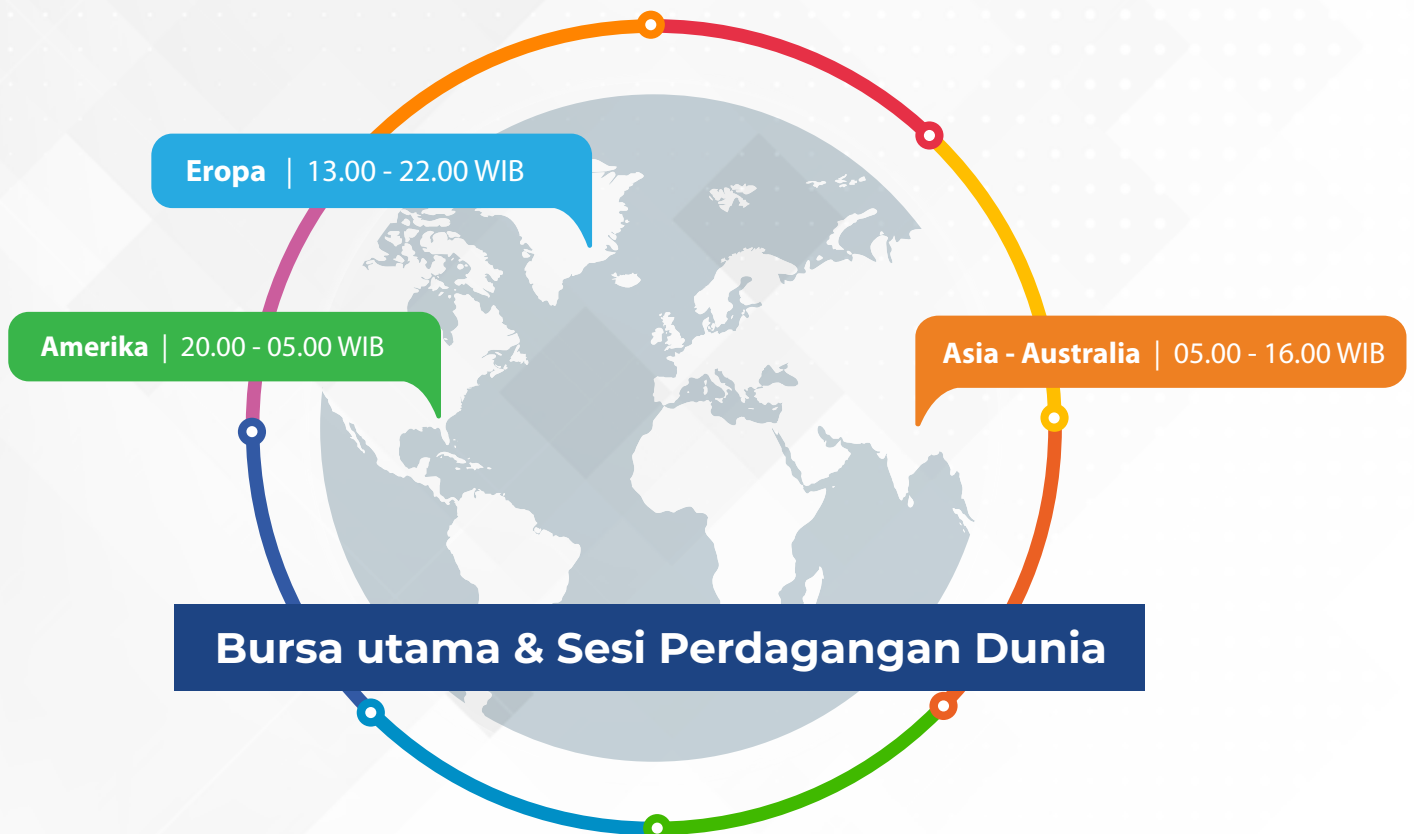 Eropa | 13.00 - 22.00 WIB
Amerika | 20.00 - 05.00 WIB
Asia - Australia | 05.00 - 16.00 WIB
Bursa utama & Sesi Perdagangan Dunia